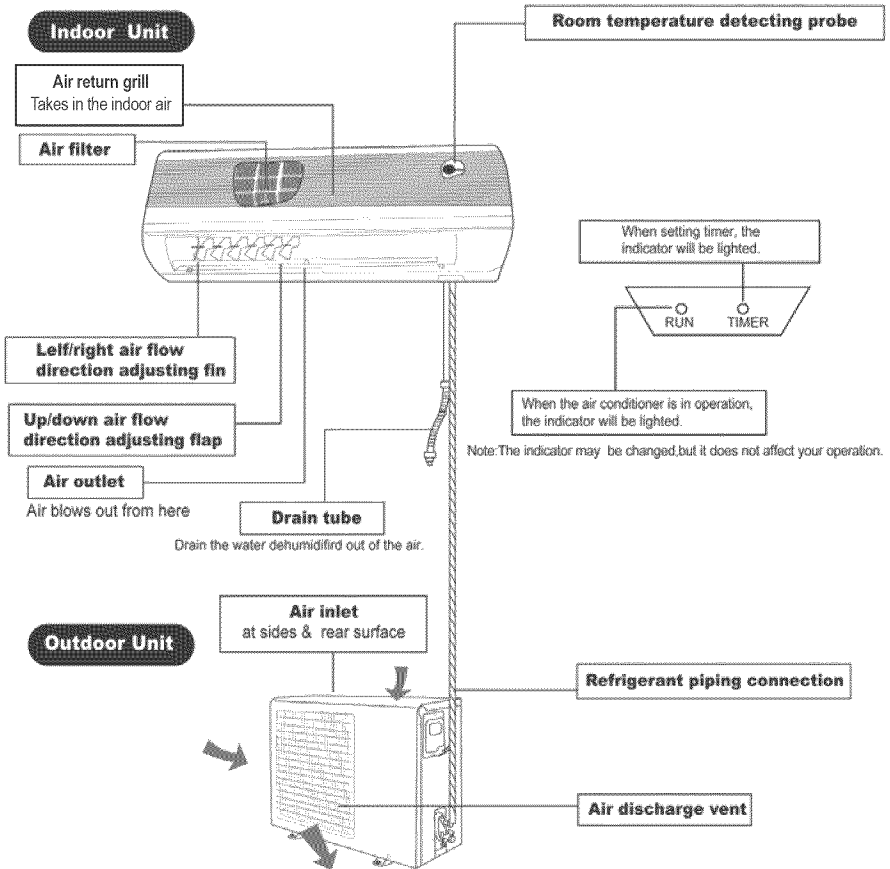 Indoor Unit
Room temperature detecting probe
Air return grill
Takes in the indoor air
Air filter
When setting timer, the
indicator will be lighted.
RUN
TIMER
Lelf/right air flow
direction adjusting fin
When the air conditioner is in operation,
the indicator will be lighted.
Up/down air flow
direction adjusting flap
Note:The indicator may be changed,but it does not affect your operation.
Air outlet
Air blows out from here
Drain tube
Drain the water dehumidifird out of the air.
Air inlet
at sides & rear surface
Outdoor Unit
Refrigerant piping connection
Air discharge vent